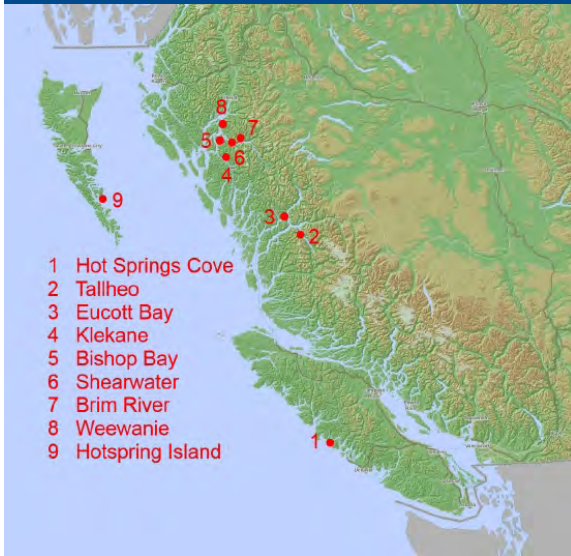 8
7
5
6
4
9
3
2
1 Hot Springs Cove
2 Tallheo
3 Eucott Bay
4 Klekane
5 Bishop Bay
6 Shearwater
7 Brim River
8 Weewanie
9 Hotspring Island
1